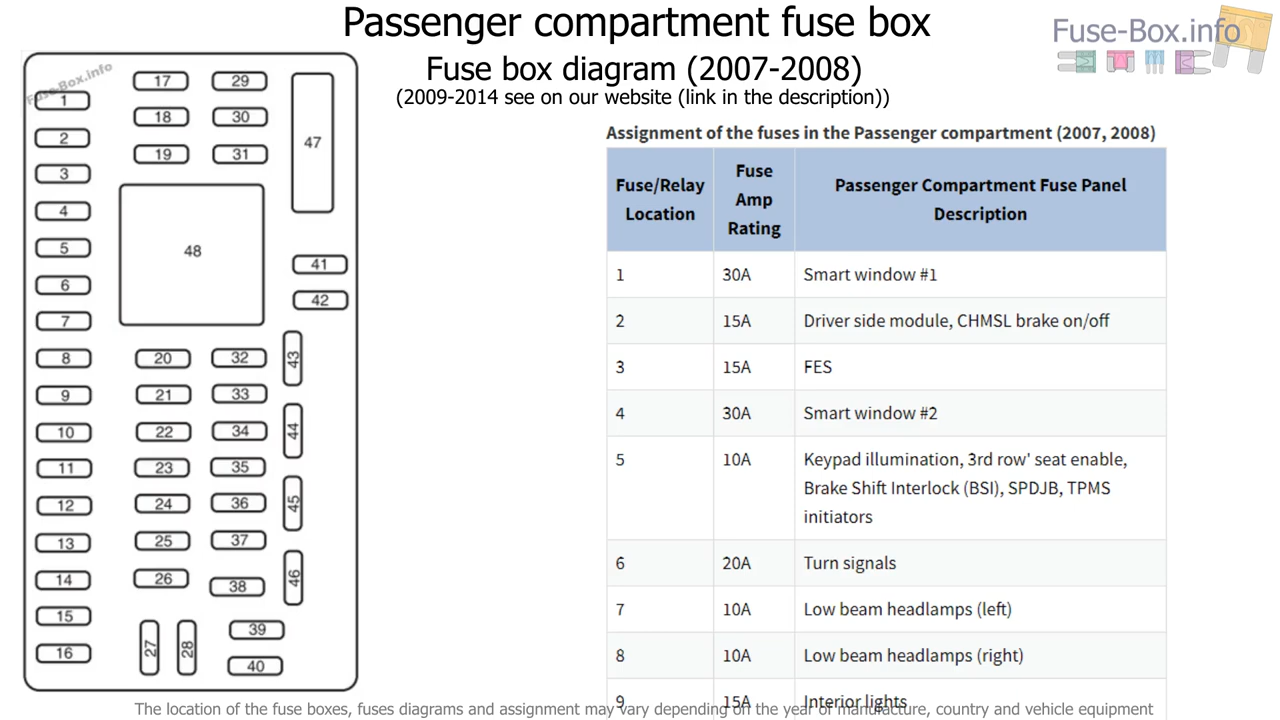 Passenger compartment fuse box
Fuse box diagram (2007-2008)
(2009-2014 see on our website (link in the description))
Fuse-Box.info
Fuse-Box.info
1
2
3
4
5
6
7
8
9
10
11
12
13
14
15
16
17
18
19
29
30
31
47
48
41
42
20
21
22
23
24
25
26
32
33
34
35
36
37
38
43
44
45
46
27
28
39
40
Assignment of the fuses in the Passenger compartment (2007, 2008)
Fuse/Relay Location
Fuse Amp Rating
Passenger Compartment Fuse Panel Description
1 30A Smart window #1
2 15A Driver side module, CHMSL brake on/off
3 15A FES
4 30A Smart window #2
5 10A Keypad illumination, 3rd row' seat enable,
Brake Shift Interlock (BSI), SPDJB, TPMS
initiators
6 20A Turn signals
7 10A Low beam headlamps (left)
8 10A Low beam headlamps (right)
9 15A Interior lights
The location of the fuse boxes, fuses diagrams and assignment may vary depending on the year of manufacture, country and vehicle equipment